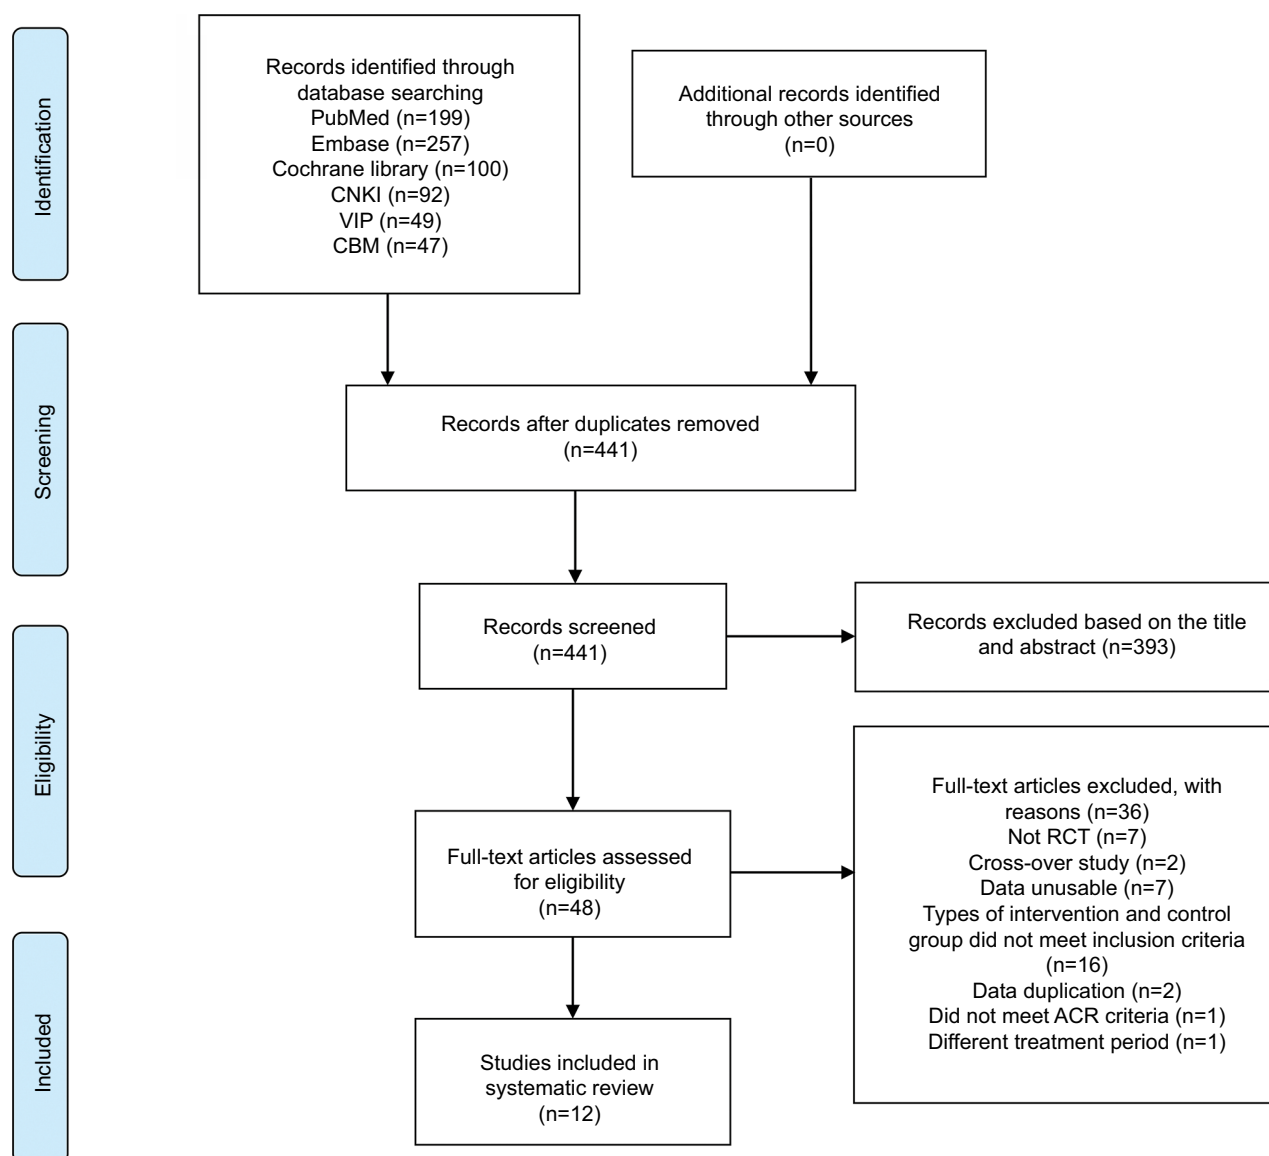 Identification
Records identified through
database searching
PubMed (n=199)
Embase (n=257)
Cochrane library (n=100)
CNKI (n=92)
VIP (n=49)
CBM (n=47)
Additional records identified
through other sources
(n=0)
Screening
Records after duplicates removed
(n=441)
Records screened
(n=441)
Records excluded based on the title
and abstract (n=393)
Eligibility
Full-text articles assessed
for eligibility
(n=48)
Full-text articles excluded, with
reasons (n=36)
Not RCT (n=7)
Cross-over study (n=2)
Data unusable (n=7)
Types of intervention and control
group did not meet inclusion criteria
(n=16)
Data duplication (n=2)
Did not meet ACR criteria (n=1)
Different treatment period (n=1)
Included
Studies included in
systematic review
(n=12)